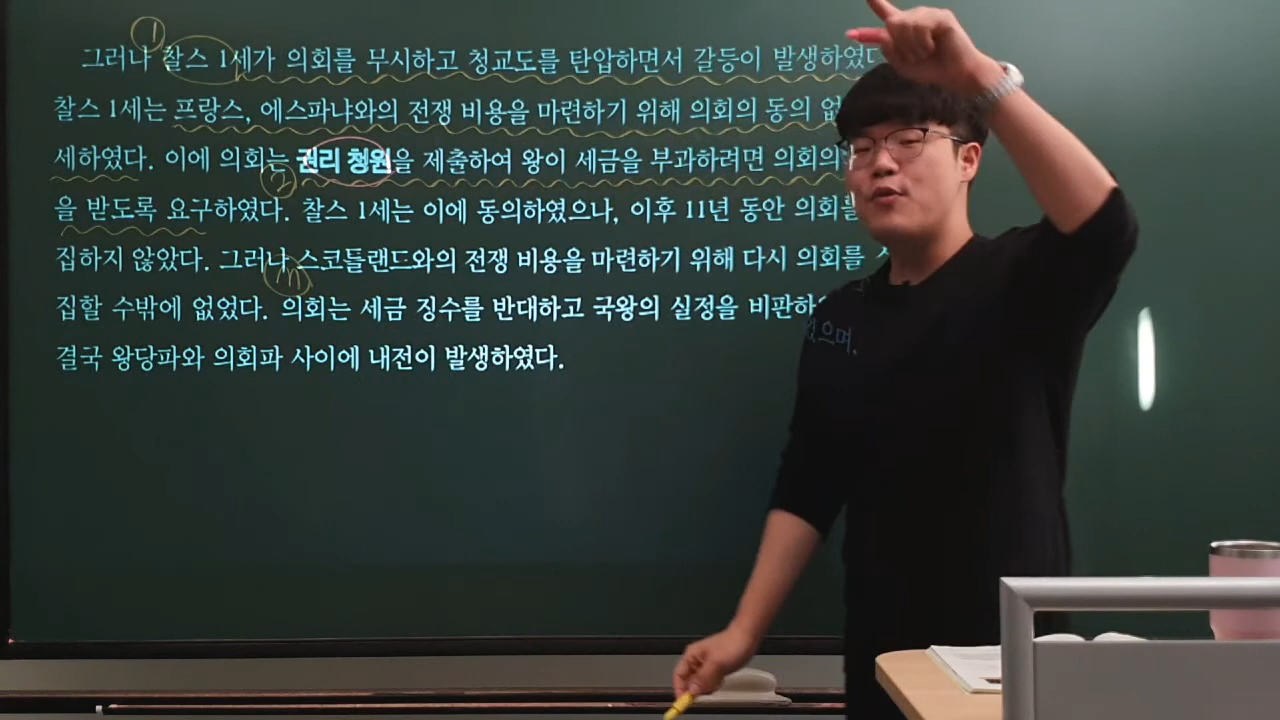 그러나 찰스 1세가 의회를 무시하고 청교도를 탄압하면서 갈등이 발생하였다
찰스 1세는 프랑스, 에스파냐와의 전쟁 비용을 마련하기 위해 의회의 동의
세하였다. 이에 의회는 권리 청원을 제출하여 왕이 세금을 부과하려면 의회의
을 받도록 요구하였다. 찰스 1세는 이에 동의하였으나, 이후 11년 동안 의회를
집하지 않았다. 그러나 스코틀랜드와의 전쟁 비용을 마련하기 위해 다시 의회를
집할 수밖에 없었다. 의회는 세금 징수를 반대하고 국왕의 실정을 비판하 으며,
결국 왕당파와 의회파 사이에 내전이 발생하였다.
1
2